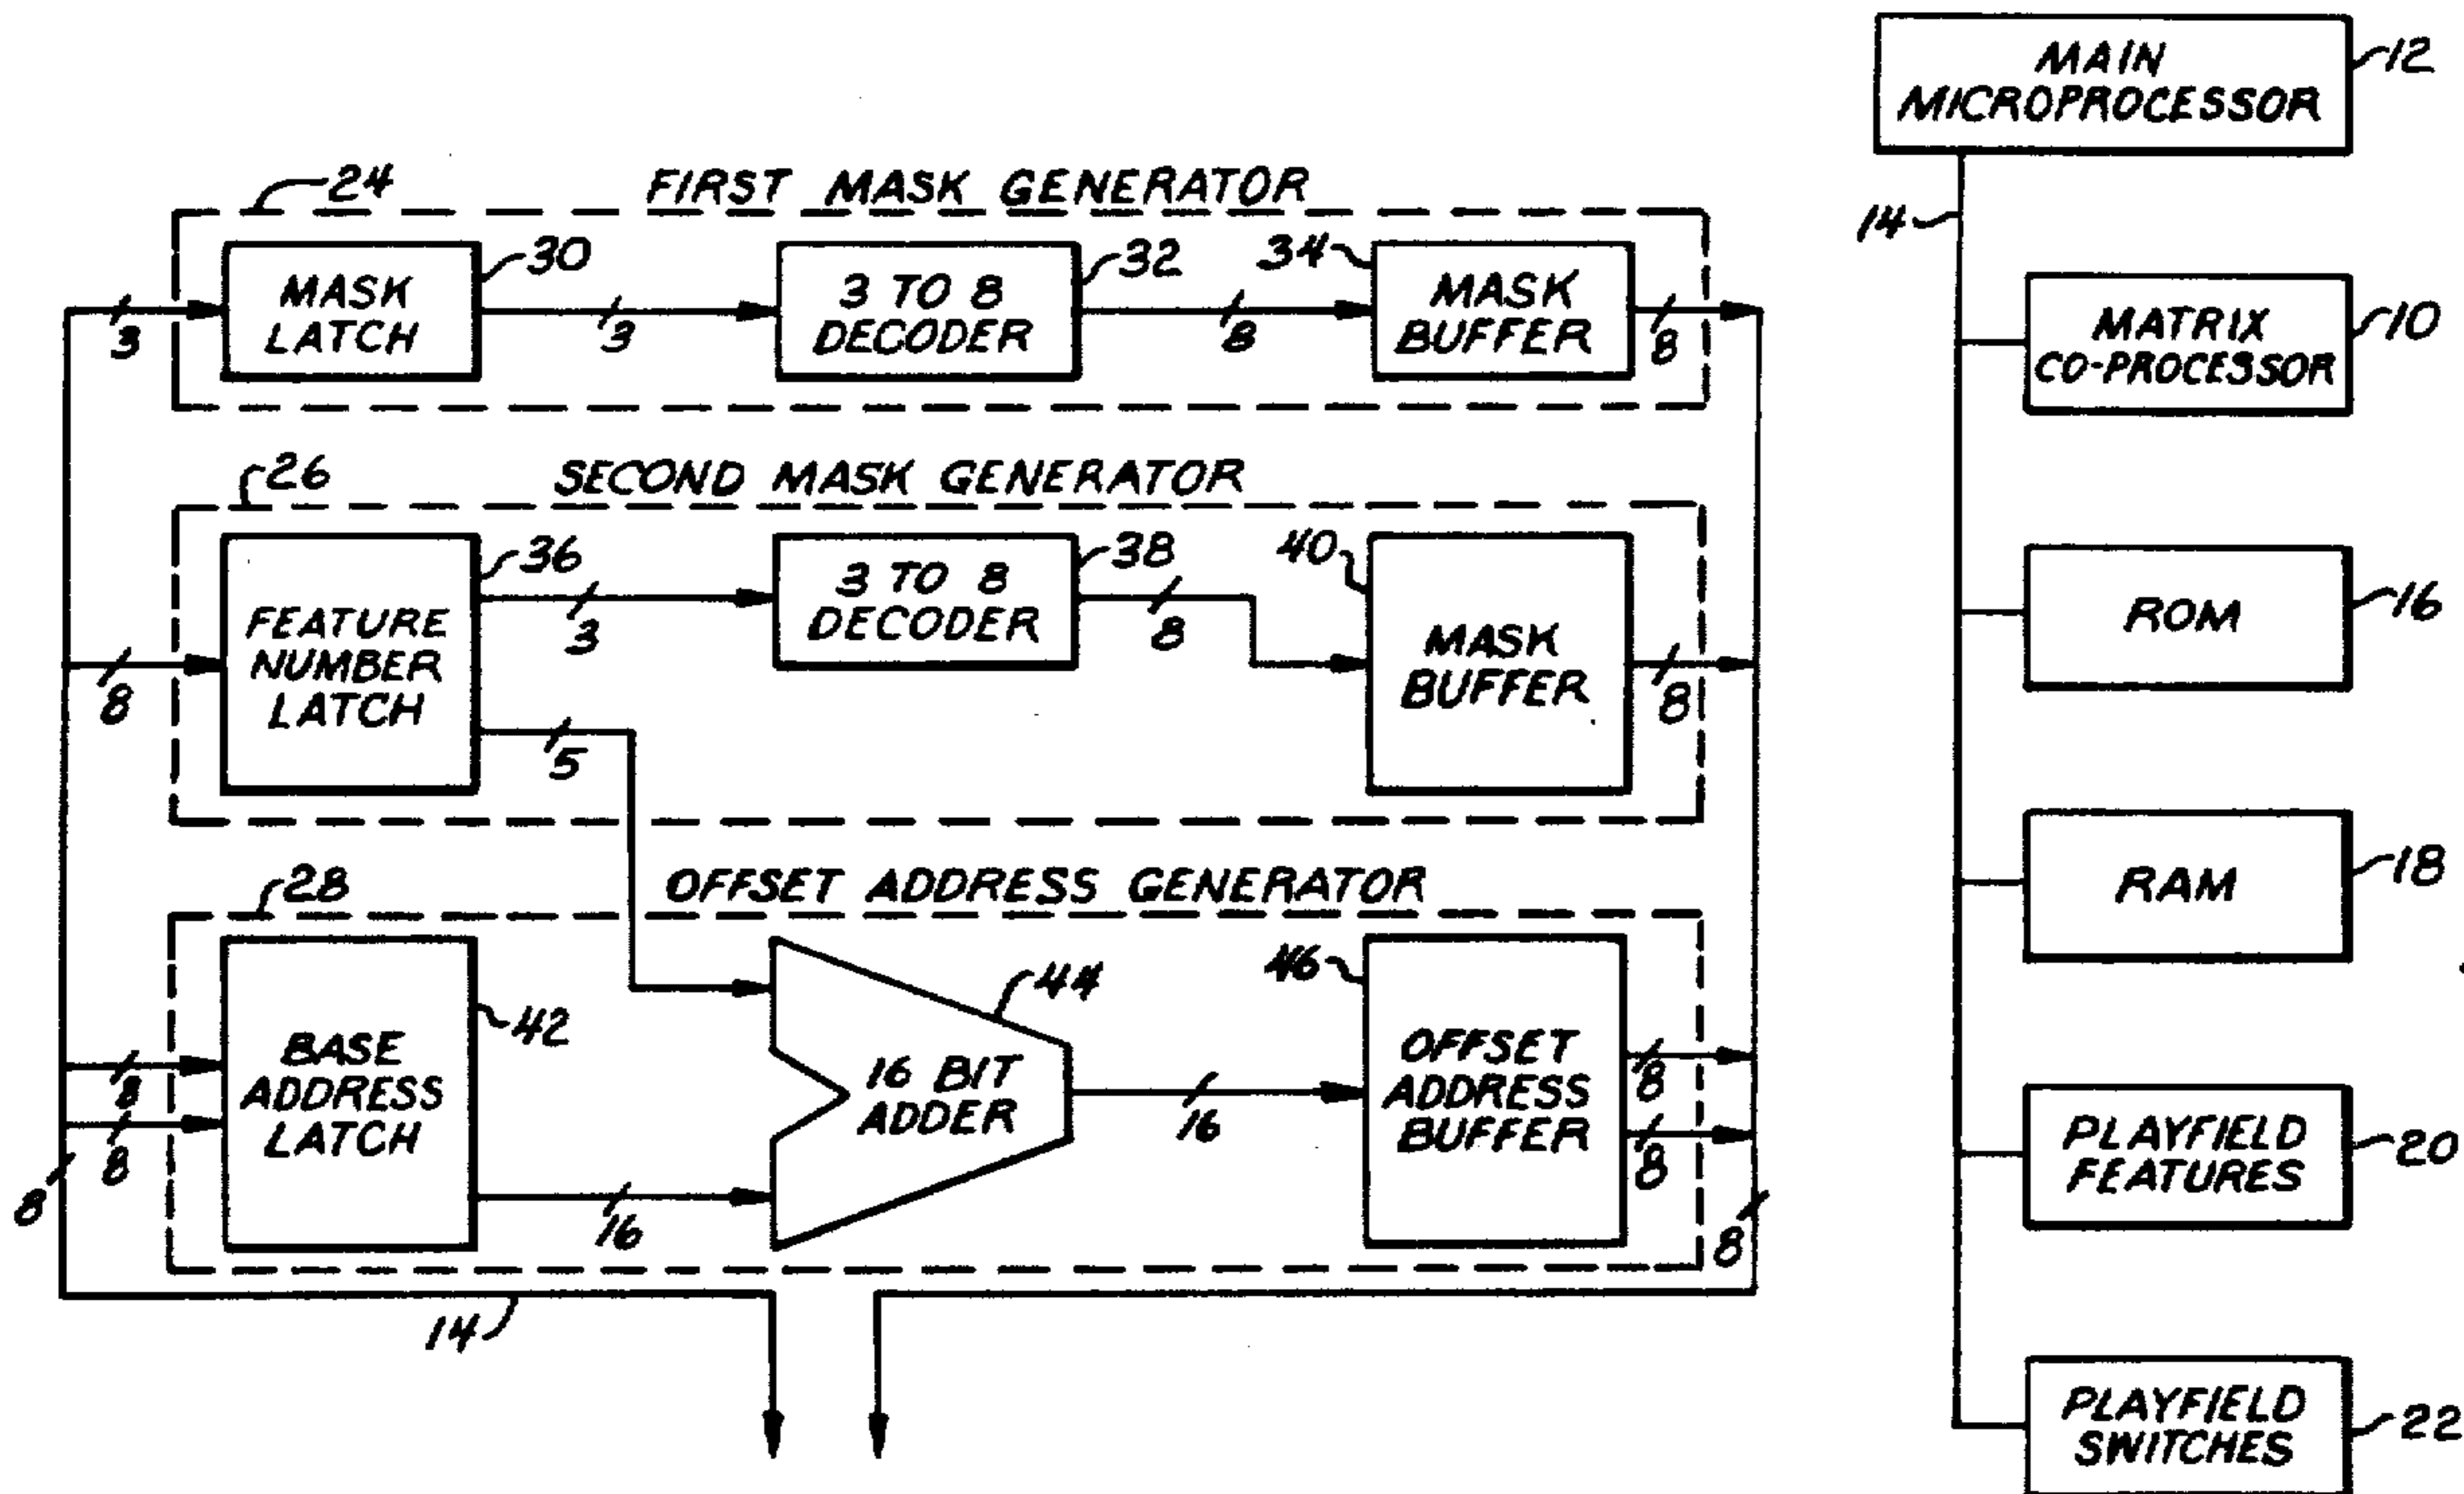 FIRST MASK GENERATOR
24
MASK
LATCH
30
3 TO 8
DECODER
32
34
MASK
BUFFER
3
3
8
8
SECOND MASK GENERATOR
26
FEATURE
NUMBER
LATCH
36
3 TO 8
DECODER
38
40
MASK
BUFFER
8
3
5
8
8
OFFSET ADDRESS GENERATOR
28
BASE
ADDRESS
LATCH
42
16 BIT
ADDER
44
46
OFFSET
ADDRESS
BUFFER
8
8
8
16
16
8
8
8
14
MAIN
MICROPROCESSOR
12
14
MATRIX
CO-PROCESSOR
10
ROM
16
RAM
18
PLAYFIELD
FEATURES
20
PLAYFIELD
SWITCHES
22